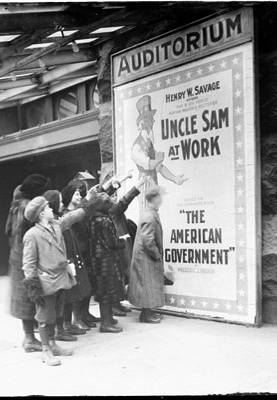 AUDITORIUM
HENRY W. SAVAGE
UNCLE SAM
AT WORK
"THE
AMERICAN
GOVERNMENT"